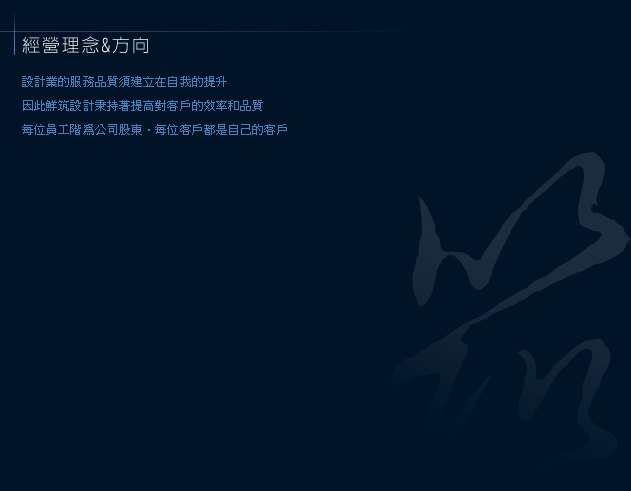 經營理念&方向
設計業的服務品質須建立在自我的提升
因此鮮筑設計秉持著提高對客戶的效率和品質
每位員工階為公司股東，每位客戶都是自己的客戶